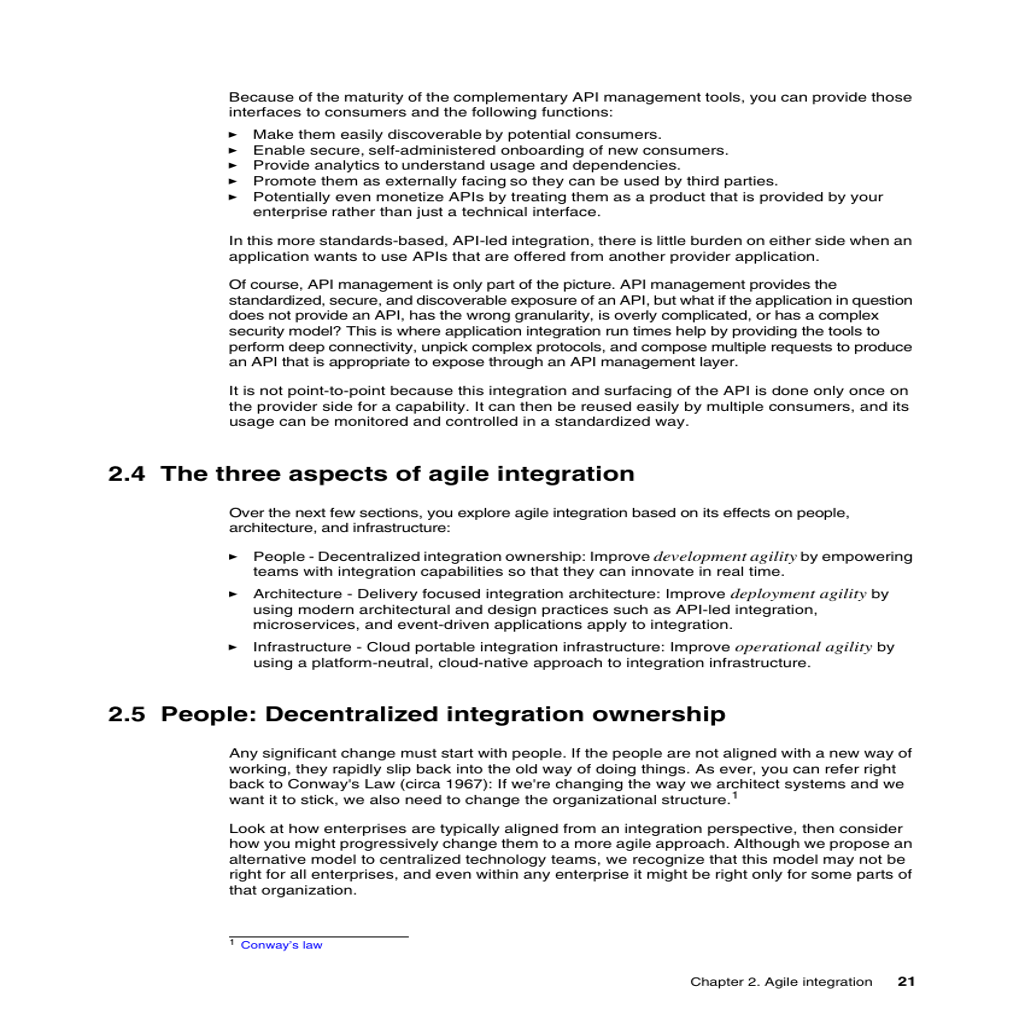 Because of the maturity of the complementary API management tools, you can provide those
interfaces to consumers and the following functions:
► Make them easily discoverable by potential consumers.
► Enable secure, self-administered onboarding of new consumers.
► Provide analytics to understand usage and dependencies.
► Promote them as externally facing so they can be used by third parties.
► Potentially even monetize APIs by treating them as a product that is provided by your
enterprise rather than just a technical interface.
In this more standards-based, API-led integration, there is little burden on either side when an
application wants to use APIs that are offered from another provider application.
Of course, API management is only part of the picture. API management provides the
standardized, secure, and discoverable exposure of an API, but what if the application in question
does not provide an API, has the wrong granularity, is overly complicated, or has a complex
security model? This is where application integration run times help by providing the tools to
perform deep connectivity, unpick complex protocols, and compose multiple requests to produce
an API that is appropriate to expose through an API management layer.
It is not point-to-point because this integration and surfacing of the API is done only once on
the provider side for a capability. It can then be reused easily by multiple consumers, and its
usage can be monitored and controlled in a standardized way.
2.4 The three aspects of agile integration
Over the next few sections, you explore agile integration based on its effects on people,
architecture, and infrastructure:
► People - Decentralized integration ownership: Improve development agility by empowering
teams with integration capabilities so that they can innovate in real time.
► Architecture - Delivery focused integration architecture: Improve deployment agility by
using modern architectural and design practices such as API-led integration,
microservices, and event-driven applications apply to integration.
► Infrastructure - Cloud portable integration infrastructure: Improve operational agility by
using a platform-neutral, cloud-native approach to integration infrastructure.
2.5 People: Decentralized integration ownership
Any significant change must start with people. If the people are not aligned with a new way of
working, they rapidly slip back into the old way of doing things. As ever, you can refer right
back to Conway's Law (circa 1967): If we're changing the way we architect systems and we
want it to stick, we also need to change the organizational structure.1
Look at how enterprises are typically aligned from an integration perspective, then consider
how you might progressively change them to a more agile approach. Although we propose an
alternative model to centralized technology teams, we recognize that this model may not be
right for all enterprises, and even within any enterprise it might be right only for some parts of
that organization.
1 Conway's law
Chapter 2. Agile integration 21